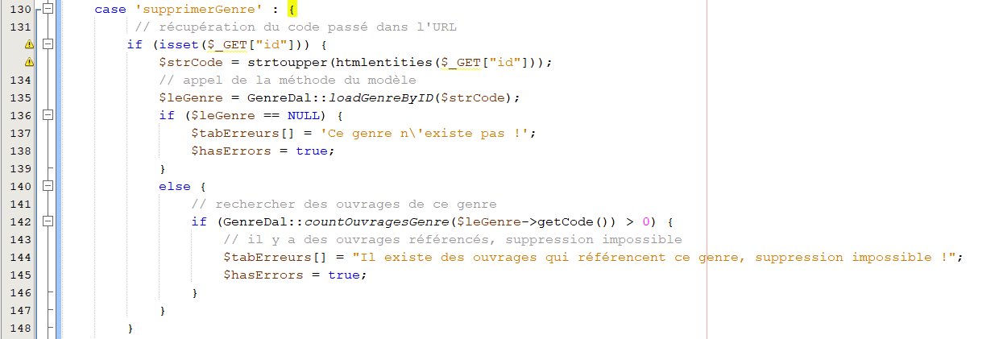 130 case 'supprimerGenre' : {
131 // récupération du code passé dans l'URL
if (isset($_GET["id"])) {
$strCode = strtoupper(htmlentities($_GET["id"]));
134 // appel de la méthode du modèle
135 $leGenre = GenreDal::loadGenreByID($strCode);
136 if ($leGenre == NULL) {
137 $tabErreurs[] = 'Ce genre n\'existe pas !';
138 $hasErrors = true;
139 }
140 else {
141 // rechercher des ouvrages de ce genre
142 if (GenreDal::countOuvragesGenre($leGenre->getCode()) > 0) {
143 // il y a des ouvrages référencés, suppression impossible
144 $tabErreurs[] = "Il existe des ouvrages qui référencent ce genre, suppression impossible !";
145 $hasErrors = true;
146 }
147 }
148 }